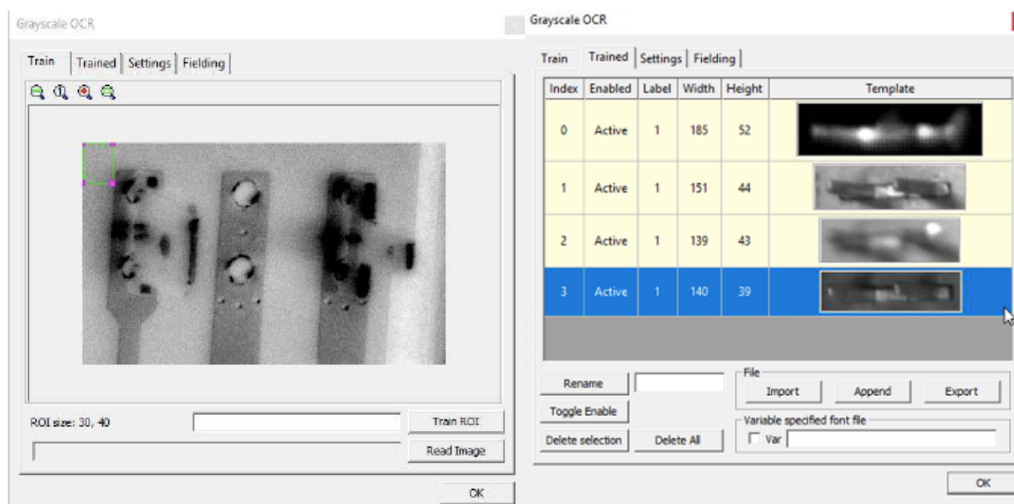 Grayscale OCR
Train Trained Settings Fielding
ROI size: 30, 40
Train ROI
Read Image
OK
Grayscale OCR
Train Trained Settings Fielding
Index Enabled Label Width Height Template
0 Active 1 185 52
1 Active 1 151 44
2 Active 1 139 43
3 Active 1 140 39
Rename
Toggle Enable
Delete selection Delete All
File
Import Append Export
Variable specified font file
Var
OK